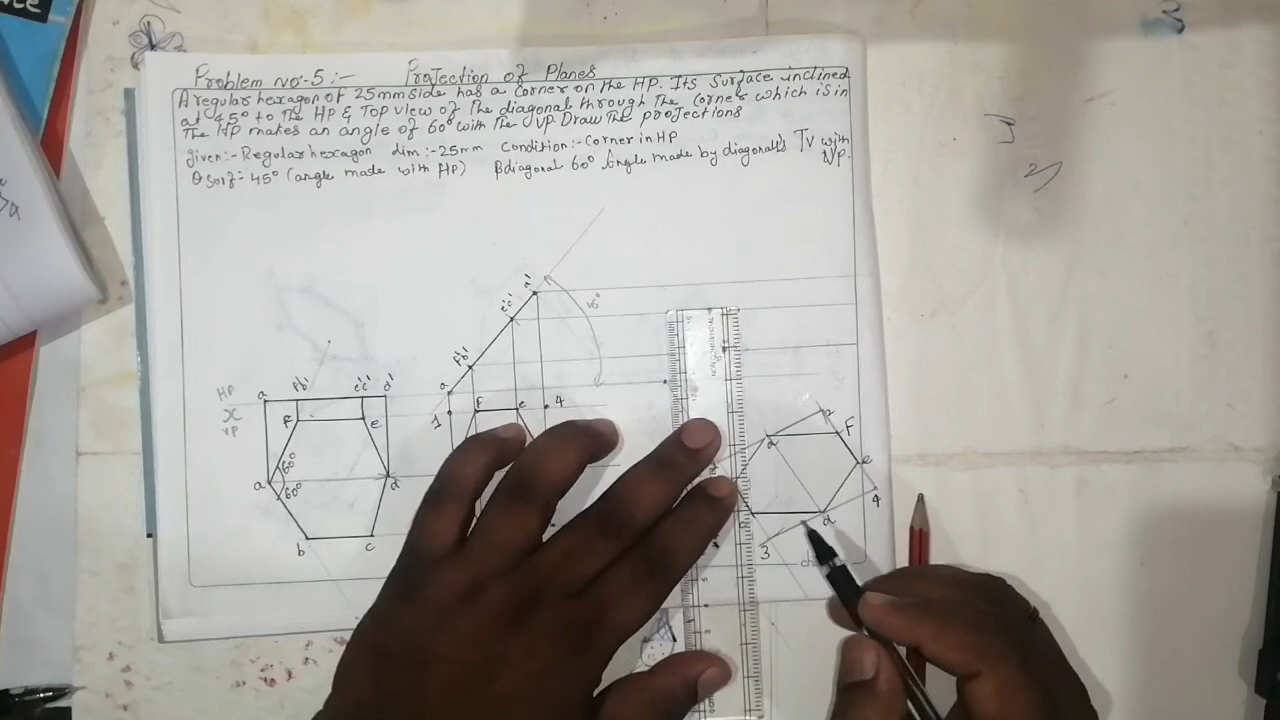 Problem no:-5:- Projection of Planes
A regular hexagon of 25mm side has a corner on the HP. Its surface inclined
at 45° to the HP & Top view of the diagonal through the corner which is in
the HP makes an angle of 60° with the VP. Draw the projections
given:- Regular hexagon dim:-25mm Condition:-Corner in HP
θ surf = 45° (angle made with HP) β diagonal 60° Angle made by diagonal's TV with VP.
HP
X
VP
a'
f'b'
e'c'
d'
a'
f'b'
e'c'
d'
45°
F
e
a
d
b
c
60°
60°
1
F
e
4
a
2
F
e
4
d
3